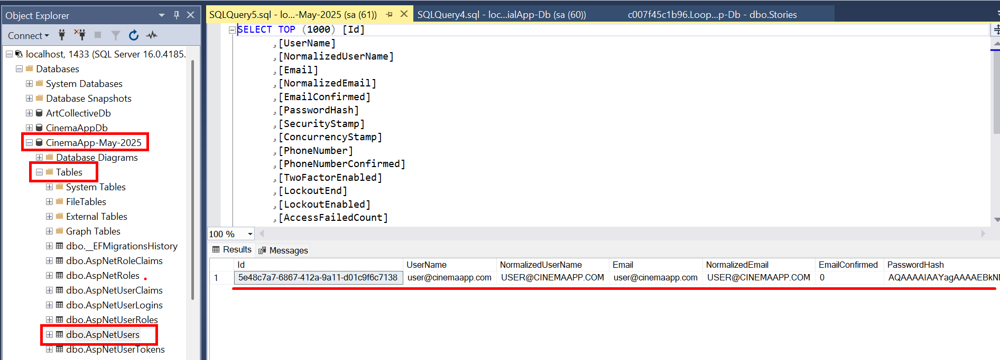 Object Explorer
Connect
localhost, 1433 (SQL Server 16.0.4185.
Databases
System Databases
Database Snapshots
ArtCollectiveDb
CinemaAppDb
CinemaApp-May-2025
Database Diagrams
Tables
System Tables
FileTables
External Tables
Graph Tables
dbo.__EFMigrationsHistory
dbo.AspNetRoleClaims
dbo.AspNetRoles
dbo.AspNetUserClaims
dbo.AspNetUserLogins
dbo.AspNetUserRoles
dbo.AspNetUsers
dbo.AspNetUserTokens
SQLQuery5.sql - lo...-May-2025 (sa (61)) SQLQuery4.sql - loc...ialApp-Db (sa (60)) c007f45c1b96.Loop...p-Db - dbo.Stories
SELECT TOP (1000) [Id]
,[UserName]
,[NormalizedUserName]
,[Email]
,[NormalizedEmail]
,[EmailConfirmed]
,[PasswordHash]
,[SecurityStamp]
,[ConcurrencyStamp]
,[PhoneNumber]
,[PhoneNumberConfirmed]
,[TwoFactorEnabled]
,[LockoutEnd]
,[LockoutEnabled]
,[AccessFailedCount]
100 %
Results Messages
Id UserName NormalizedUserName Email NormalizedEmail EmailConfirmed PasswordHash
1 5e48c7a7-6867-412a-9a11-d01c9f6c7138 user@cinemaapp.com USER@CINEMAAPP.COM user@cinemaapp.com USER@CINEMAAPP.COM 0 AQAAAAIAAYagAAAAEBkN